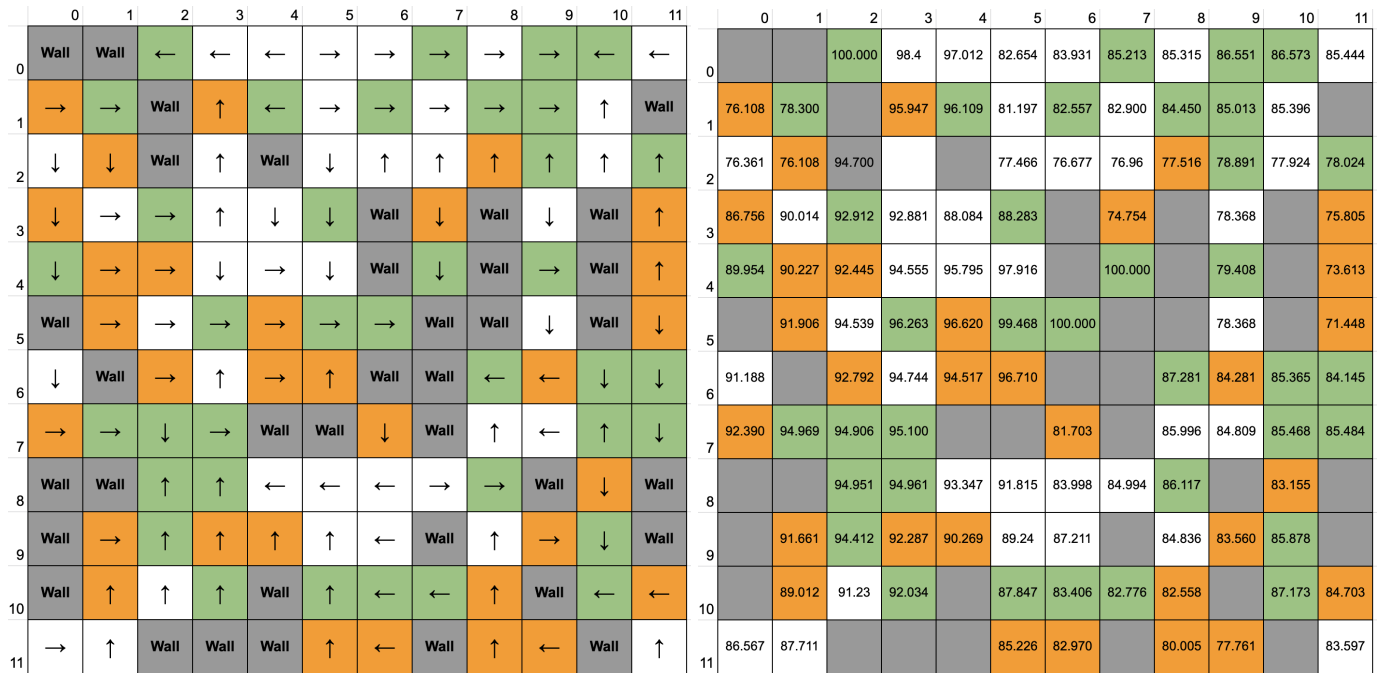 0 1 2 3 4 5 6 7 8 9 10 11
0 Wall Wall ← ← ← → → → → → ← ←
1 → → Wall ↑ ← → → → → → ↑ Wall
2 ↓ ↓ Wall ↑ Wall ↓ ↑ ↑ ↑ ↑ ↑ ↑
3 ↓ → → ↑ ↓ ↓ Wall ↓ Wall ↓ Wall ↑
4 ↓ → → ↓ → ↓ Wall ↓ Wall → Wall ↑
5 Wall → → → → → → Wall Wall ↓ Wall ↓
6 ↓ Wall → ↑ → ↑ Wall Wall ← ← ↓ ↓
7 → → ↓ → Wall Wall ↓ Wall ↑ ← ↑ ↓
8 Wall Wall ↑ ↑ ← ← ← → → Wall ↓ Wall
9 Wall → ↑ ↑ ↑ ↑ ← Wall ↑ → ↓ Wall
10 Wall ↑ ↑ ↑ Wall ↑ ← ← ↑ Wall ← ←
11 → ↑ Wall Wall Wall ↑ ← Wall ↑ ← Wall ↑
0 1 2 3 4 5 6 7 8 9 10 11
0 100.000 98.4 97.012 82.654 83.931 85.213 85.315 86.551 86.573 85.444
1 76.108 78.300 95.947 96.109 81.197 82.557 82.900 84.450 85.013 85.396
2 76.361 76.108 94.700 77.466 76.677 76.96 77.516 78.891 77.924 78.024
3 86.756 90.014 92.912 92.881 88.084 88.283 74.754 78.368 75.805
4 89.954 90.227 92.445 94.555 95.795 97.916 100.000 79.408 73.613
5 91.906 94.539 96.263 96.620 99.468 100.000 78.368 71.448
6 91.188 92.792 94.744 94.517 96.710 87.281 84.281 85.365 84.145
7 92.390 94.969 94.906 95.100 81.703 85.996 84.809 85.468 85.484
8 94.951 94.961 93.347 91.815 83.998 84.994 86.117 83.155
9 91.661 94.412 92.287 90.269 89.24 87.211 84.836 83.560 85.878
10 89.012 91.23 92.034 87.847 83.406 82.776 82.558 87.173 84.703
11 86.567 87.711 85.226 82.970 80.005 77.761 83.597